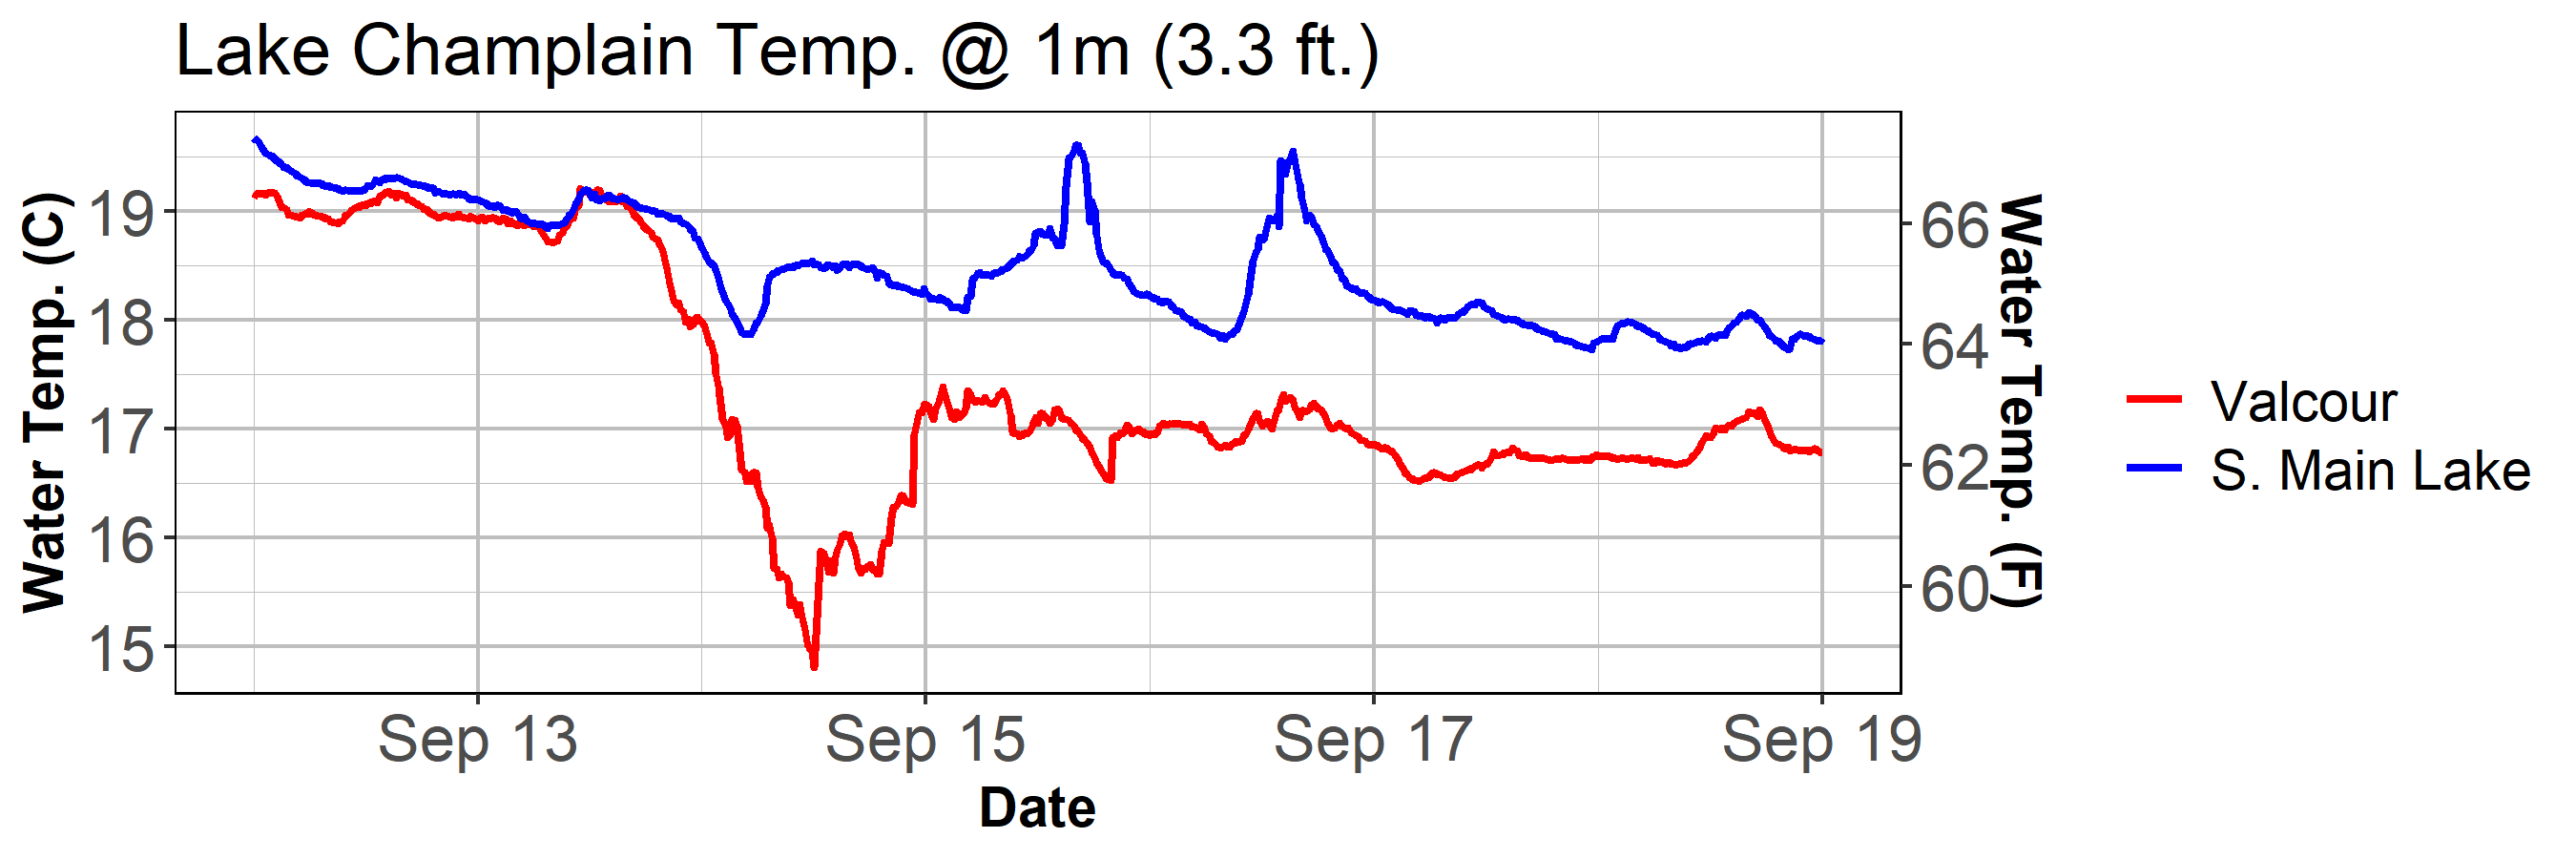 Lake Champlain Temp. @ 1m (3.3 ft.)
Water Temp. (C)
19
18
17
16
15
66
64
62
60
Water Temp. (F)
Sep 13
Sep 15
Sep 17
Sep 19
Date
Valcour
S. Main Lake